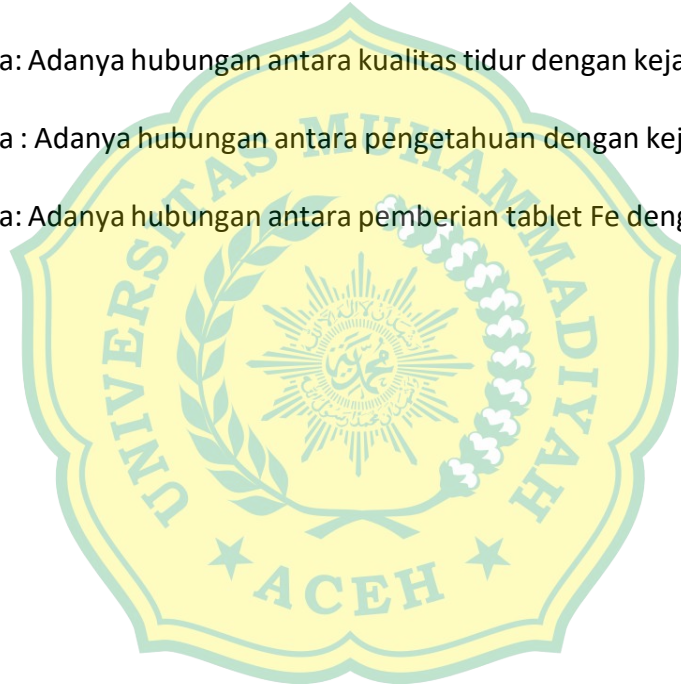 a: Adanya hubungan antara kualitas tidur dengan keja
a : Adanya hubungan antara pengetahuan dengan kej
a: Adanya hubungan antara pemberian tablet Fe deng
UNIVERSITAS MUHAMMADIYAH
ACEH
محمد